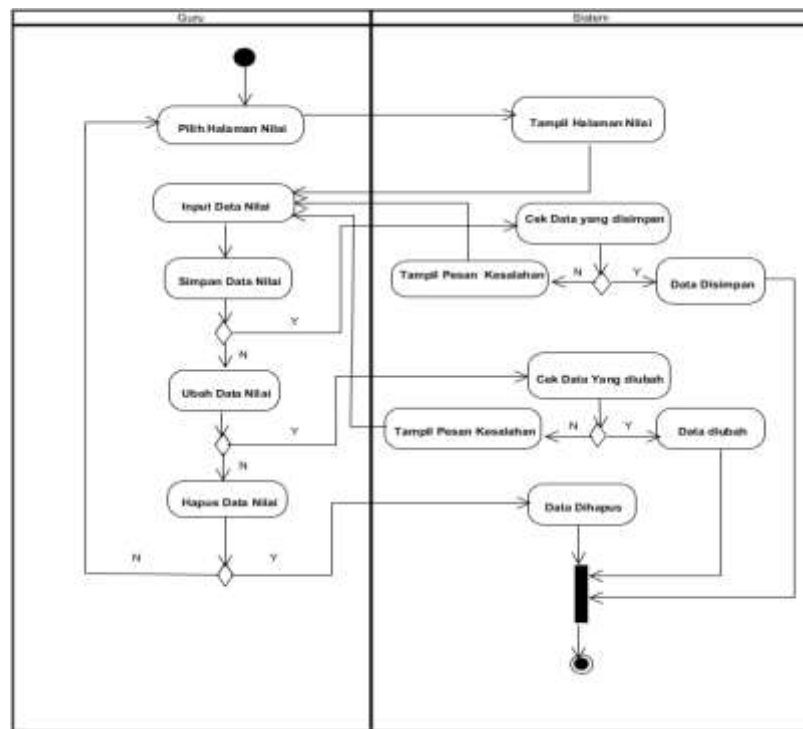 Guru
Sistem
Pilih Halaman Nilai
Tampil Halaman Nilai
Input Data Nilai
Cek Data yang disimpan
Simpan Data Nilai
Tampil Pesan Kesalahan
N
Y
Data Disimpan
Y
N
Ubah Data Nilai
Cek Data Yang diubah
Y
Tampil Pesan Kesalahan
N
Y
Data diubah
N
Hapus Data Nilai
Data Dihapus
N
Y